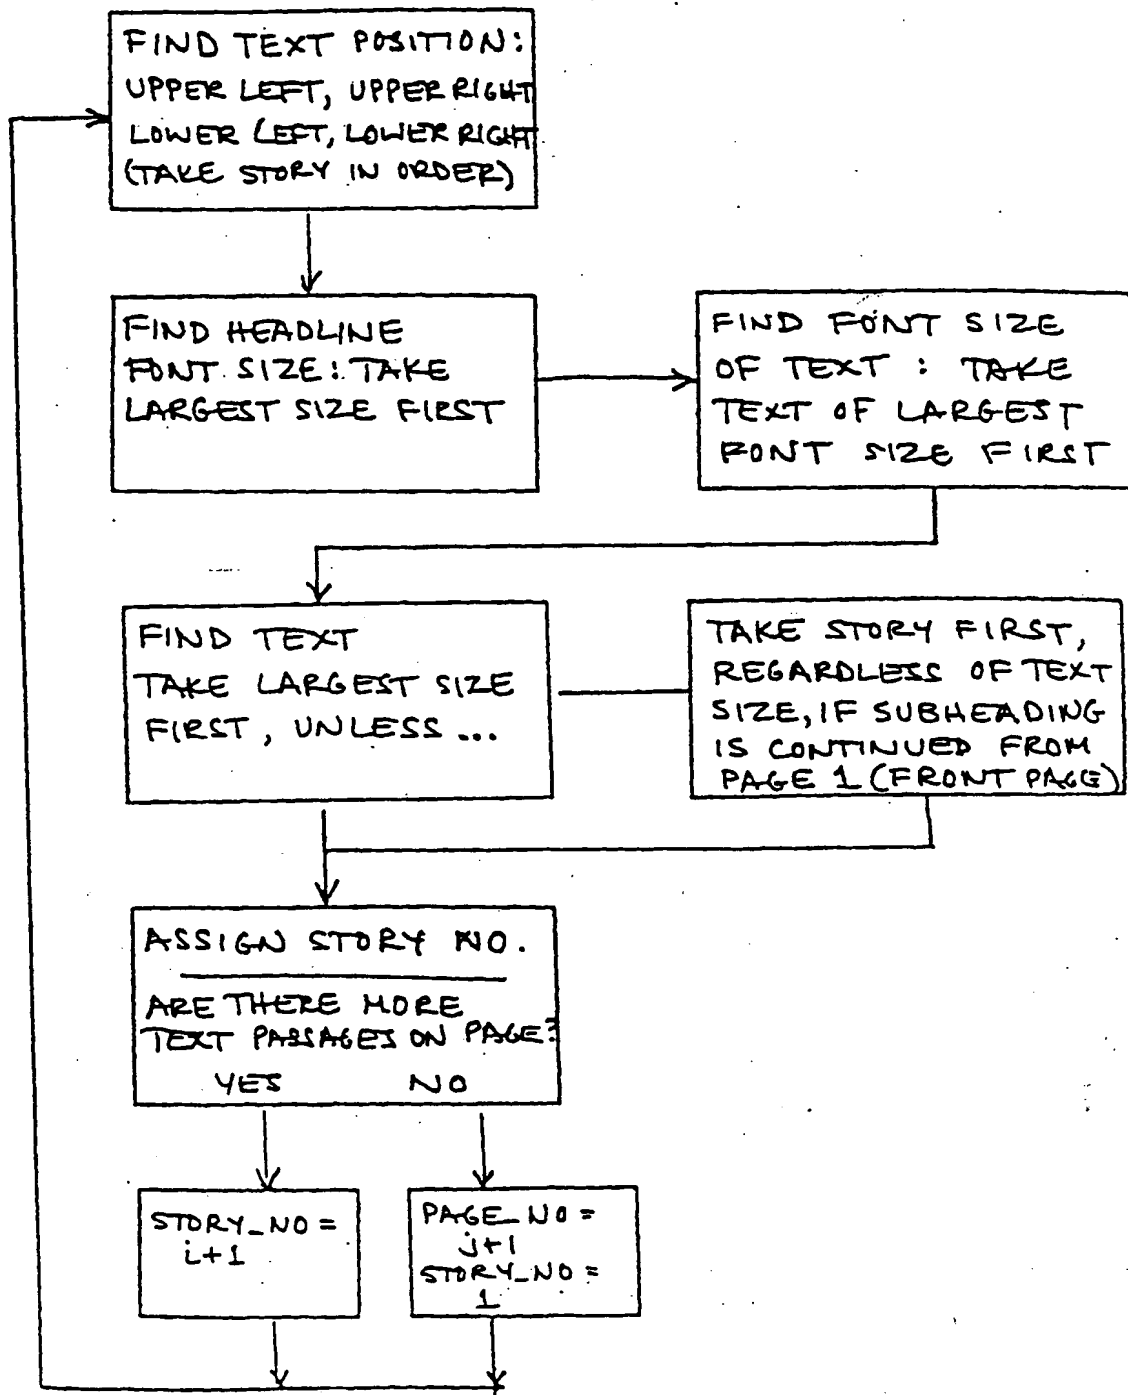 FIND TEXT POSITION:
UPPER LEFT, UPPER RIGHT
LOWER LEFT, LOWER RIGHT
(TAKE STORY IN ORDER)
FIND HEADLINE
FONT SIZE: TAKE
LARGEST SIZE FIRST
FIND FONT SIZE
OF TEXT : TAKE
TEXT OF LARGEST
FONT SIZE FIRST
FIND TEXT
TAKE LARGEST SIZE
FIRST, UNLESS ...
TAKE STORY FIRST,
REGARDLESS OF TEXT
SIZE, IF SUBHEADING
IS CONTINUED FROM
PAGE 1 (FRONT PAGE)
ASSIGN STORY NO.
ARE THERE MORE
TEXT PASSAGES ON PAGE?
YES NO
STORY_NO =
i+1
PAGE_NO =
j+1
STORY_NO =
1